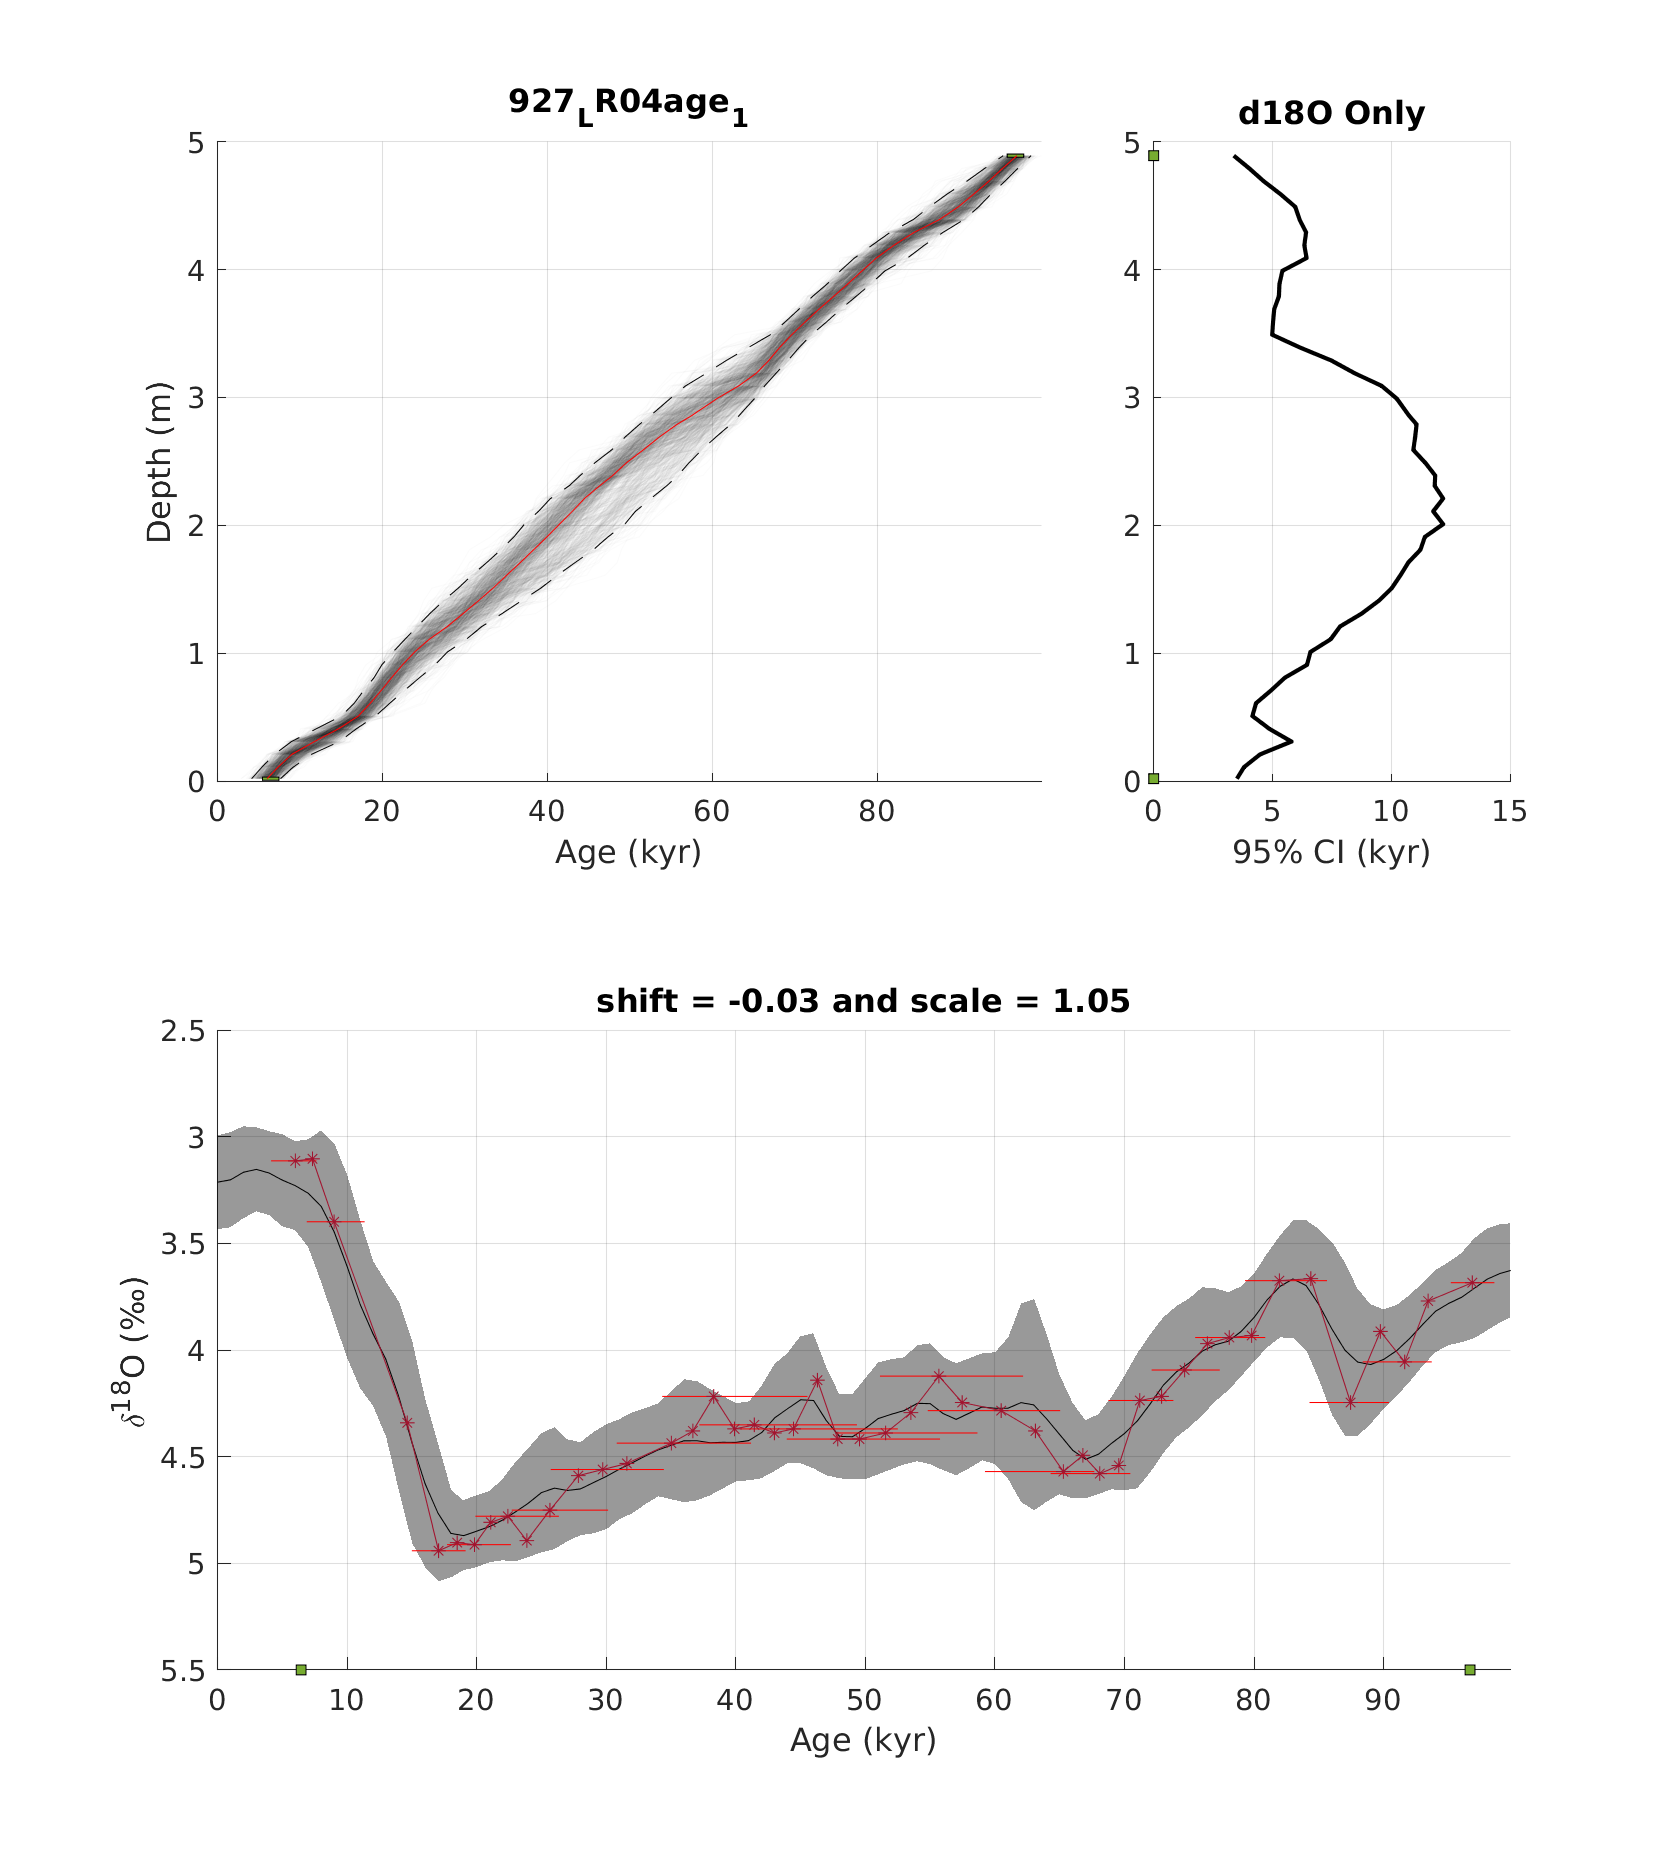 927LR04age1
d18O Only
5
4
3
2
1
0
Depth (m)
0 20 40 60 80
Age (kyr)
5
4
3
2
1
0
0 5 10 15
95% CI (kyr)
shift = -0.03 and scale = 1.05
2.5
3
3.5
4
4.5
5
5.5
δ18O (‰)
0 10 20 30 40 50 60 70 80 90
Age (kyr)